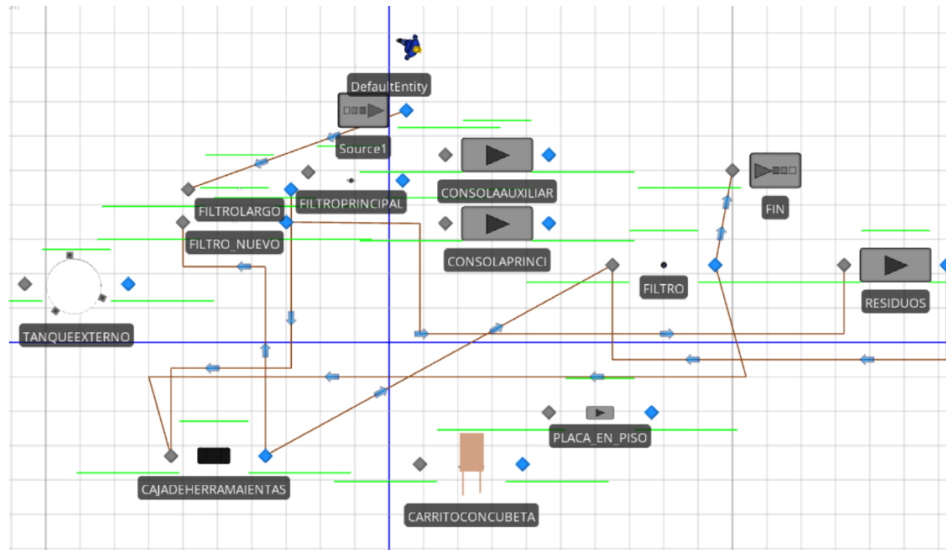 DefaultEntity
Source1
FILTROLARGO
FILTROPRINCIPAL
CONSOLAAUXILIAR
FIN
FILTRO_NUEVO
CONSOLAPRINCI
FILTRO
RESIDUOS
TANQUEEXTERNO
PLACA_EN_PISO
CAJADEHERRAMAIENTAS
CARRITOCONCUBETA